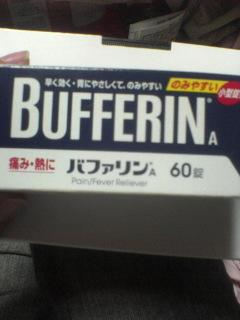 早く効く・胃にやさしくて、のみやすい
のみやすい
小型錠
BUFFERIN® A
痛み・熱に バファリン®A 60錠
Pain/Fever Reliever